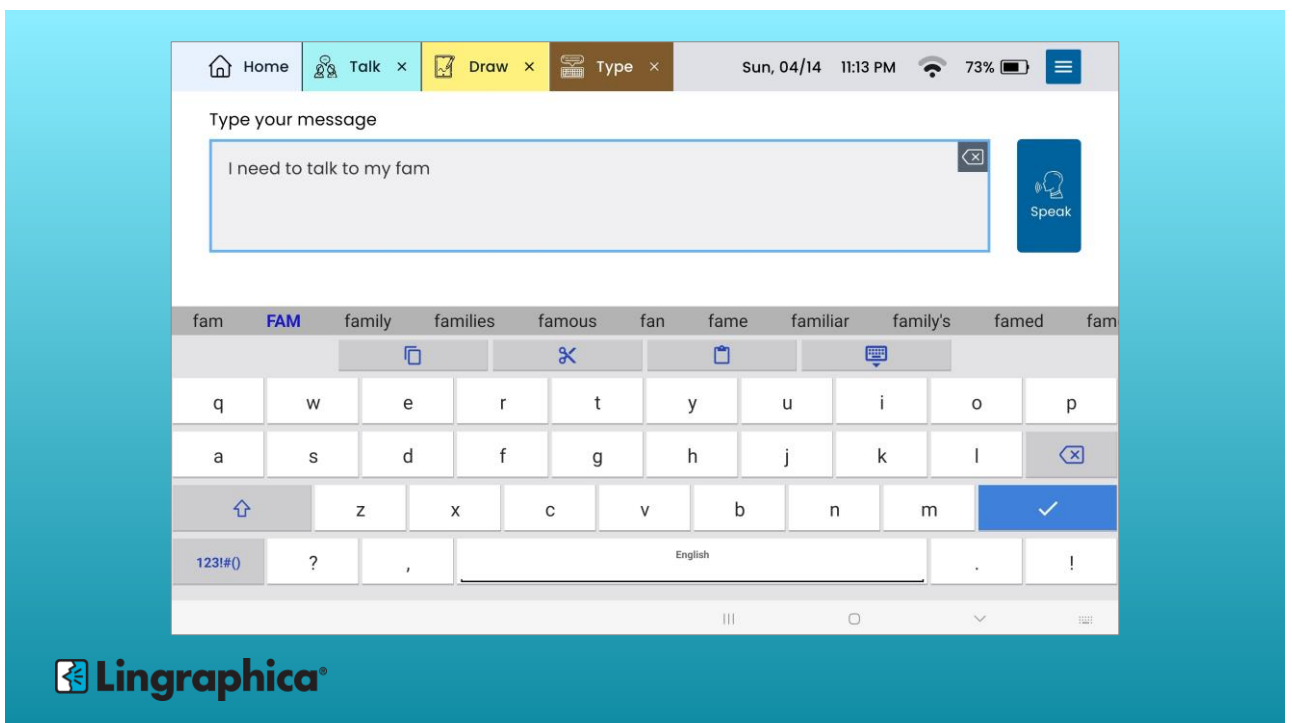 Home Talk × Draw × Type × Sun, 04/14 11:13 PM 73%
Type your message
I need to talk to my fam
Speak
fam FAM family families famous fan fame familiar family's famed fam
q w e r t y u i o p
a s d f g h j k l
z x c v b n m
123!#() ? , English . !
Lingraphica®